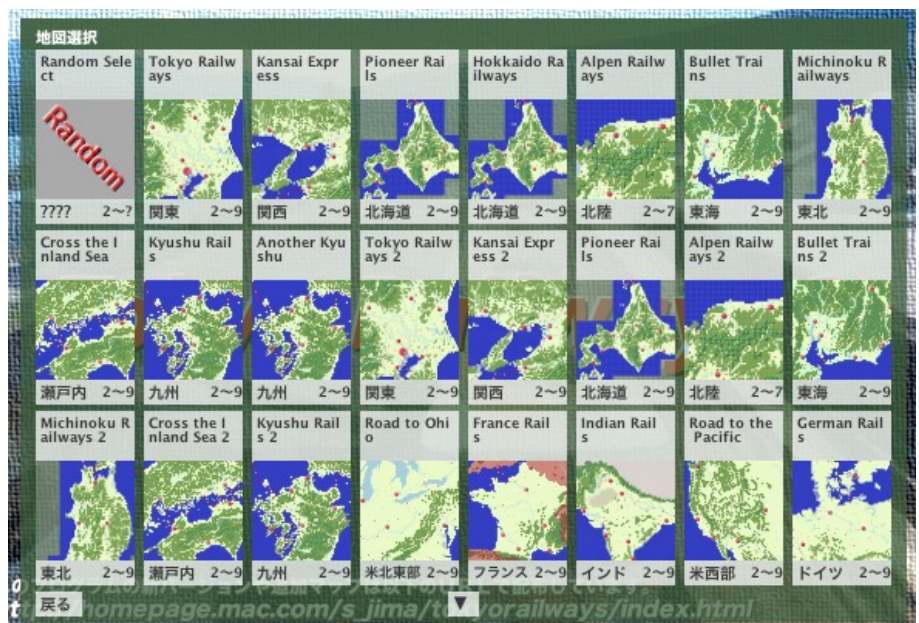 地図選択
Random Sele
ct
Tokyo Railw
ays
Kansai Expr
ess
Pioneer Rai
ls
Hokkaido Ra
ilways
Alpen Railw
ays
Bullet Trai
ns
Michinoku R
ailways
Random
???? 2〜?
関東 2〜9
関西 2〜9
北海道 2〜9
北海道 2〜9
北陸 2〜7
東海 2〜9
東北 2〜9
Cross the I
nland Sea
Kyushu Rail
s
Another Kyu
shu
Tokyo Railw
ays 2
Kansai Expr
ess 2
Pioneer Rai
ls
Alpen Railw
ays 2
Bullet Trai
ns 2
瀬戸内 2〜9
九州 2〜9
九州 2〜9
関東 2〜9
関西 2〜9
北海道 2〜9
北陸 2〜7
東海 2〜9
Michinoku R
ailways 2
Cross the I
nland Sea 2
Kyushu Rail
s 2
Road to Ohi
o
France Rail
s
Indian Rail
s
Road to the
Pacific
German Rail
s
東北 2〜9
瀬戸内 2〜9
九州 2〜9
米北東部 2〜9
フランス 2〜9
インド 2〜9
米西部 2〜9
ドイツ 2〜9
戻る
▼
homepage.mac.com/s_jima/tokyorailways/index.html